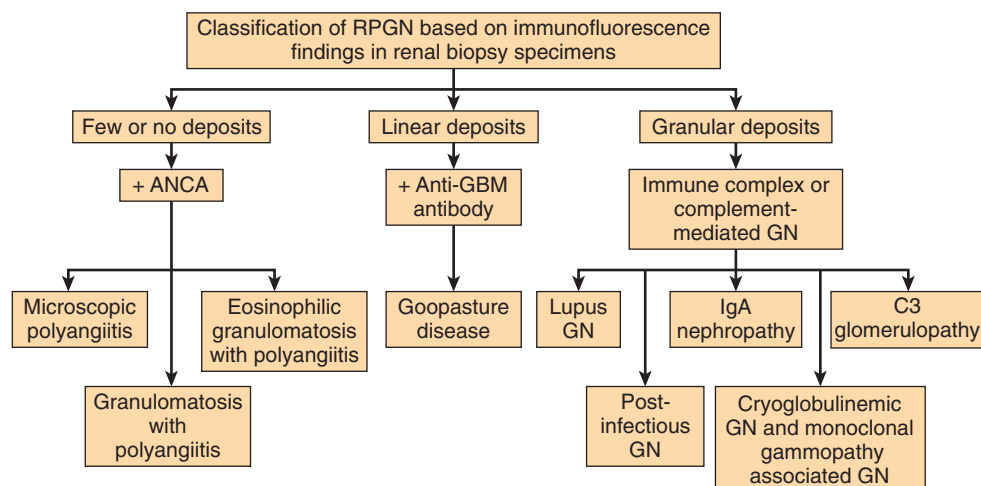 Classification of RPGN based on immunofluorescence
findings in renal biopsy specimens
Few or no deposits
Linear deposits
Granular deposits
+ ANCA
+ Anti-GBM
antibody
Immune complex or
complement-
mediated GN
Microscopic
polyangiitis
Eosinophilic
granulomatosis
with polyangiitis
Goopasture
disease
Lupus
GN
IgA
nephropathy
C3
glomerulopathy
Granulomatosis
with
polyangiitis
Post-
infectious
GN
Cryoglobulinemic
GN and monoclonal
gammopathy
associated GN